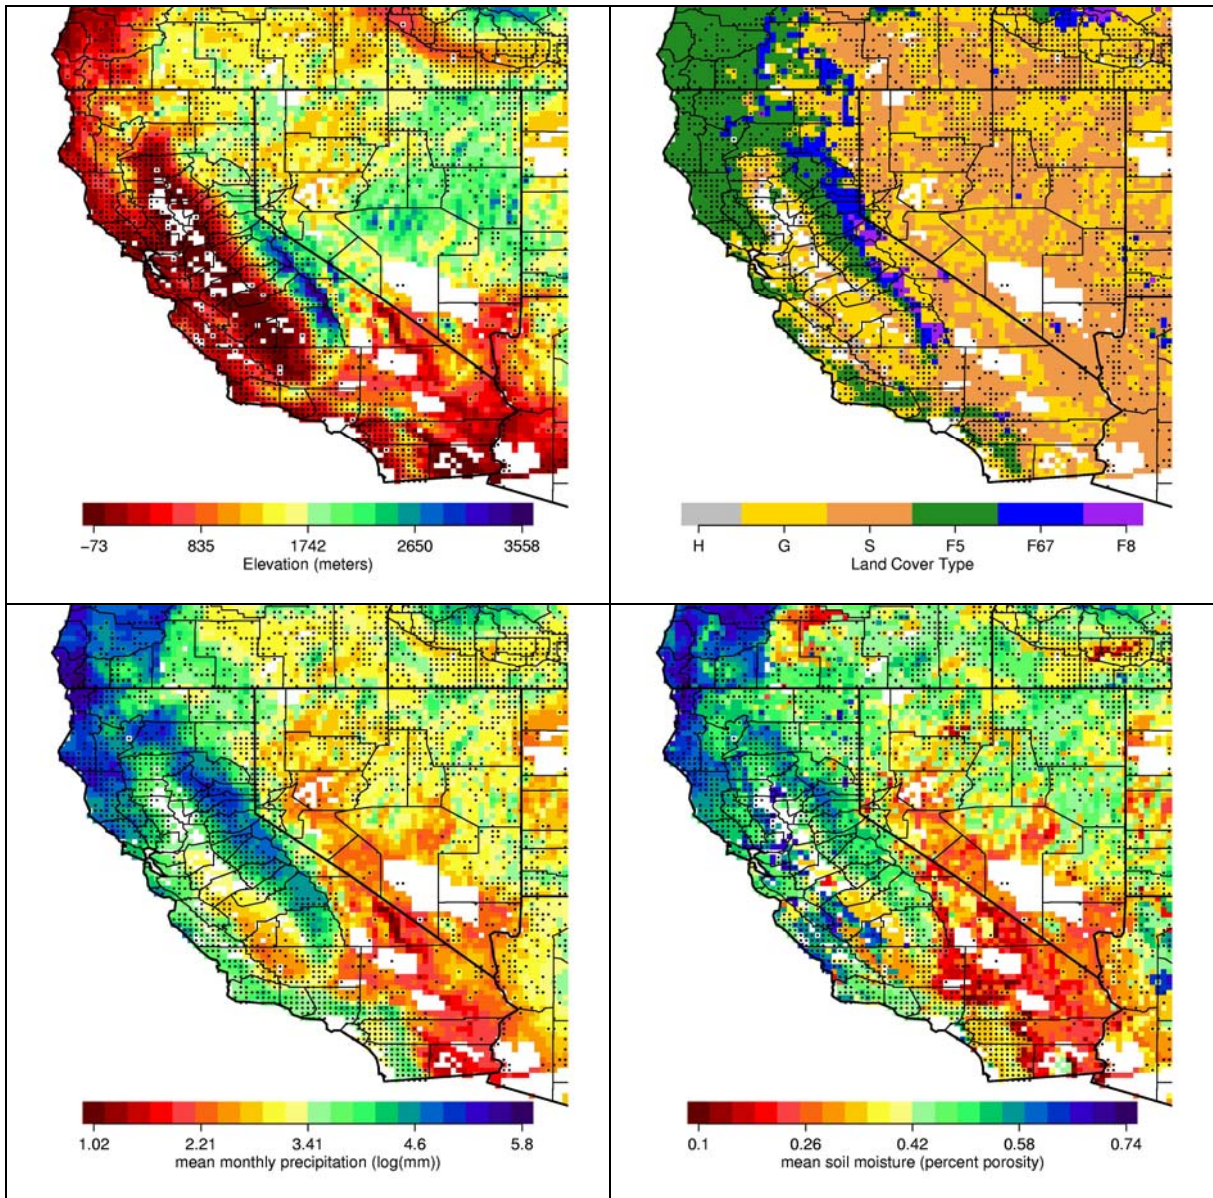 −73 835 1742 2650 3558
Elevation (meters)
H G S F5 F67 F8
Land Cover Type
1.02 2.21 3.41 4.6 5.8
mean monthly precipitation (log(mm))
0.1 0.26 0.42 0.58 0.74
mean soil moisture (percent porosity)